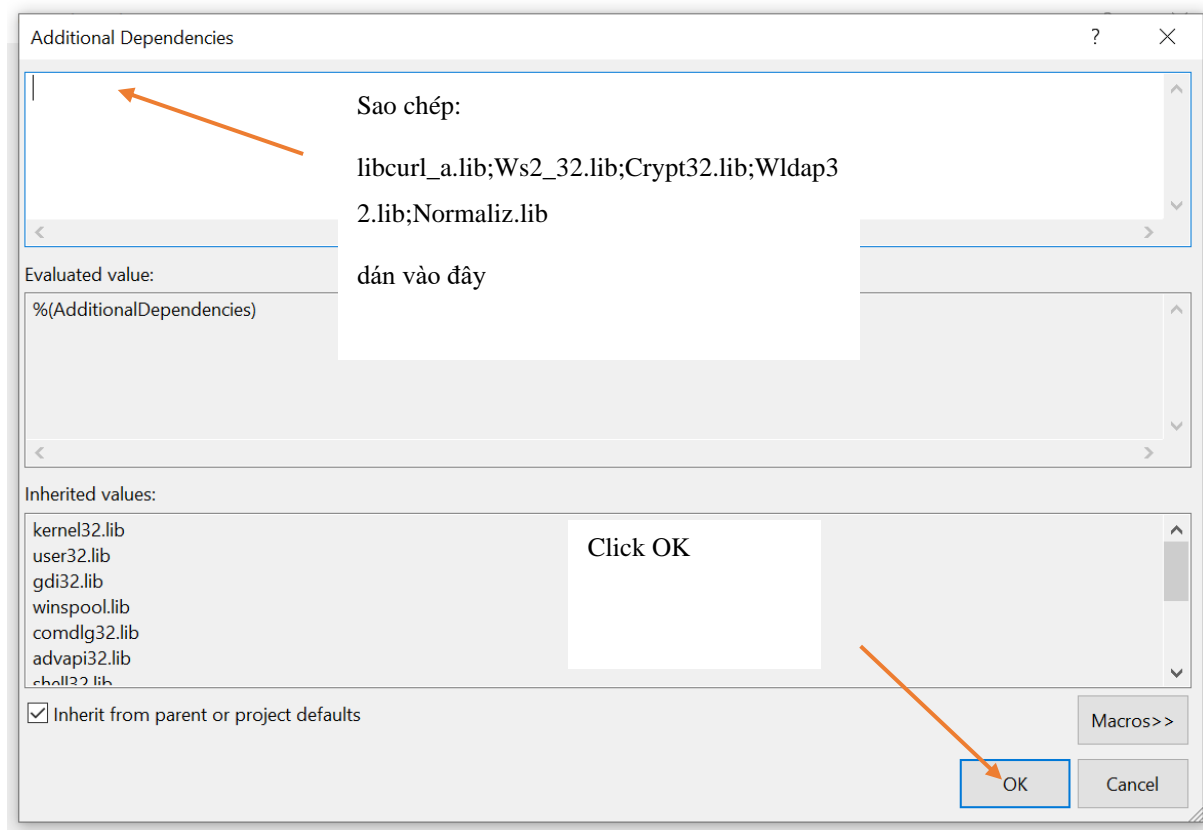 Additional Dependencies
?
Sao chép:
libcurl_a.lib;Ws2_32.lib;Crypt32.lib;Wldap3
2.lib;Normaliz.lib
dán vào đây
Evaluated value:
%(AdditionalDependencies)
Inherited values:
kernel32.lib
user32.lib
gdi32.lib
winspool.lib
comdlg32.lib
advapi32.lib
shell32.lib
Click OK
Inherit from parent or project defaults
Macros>>
OK
Cancel